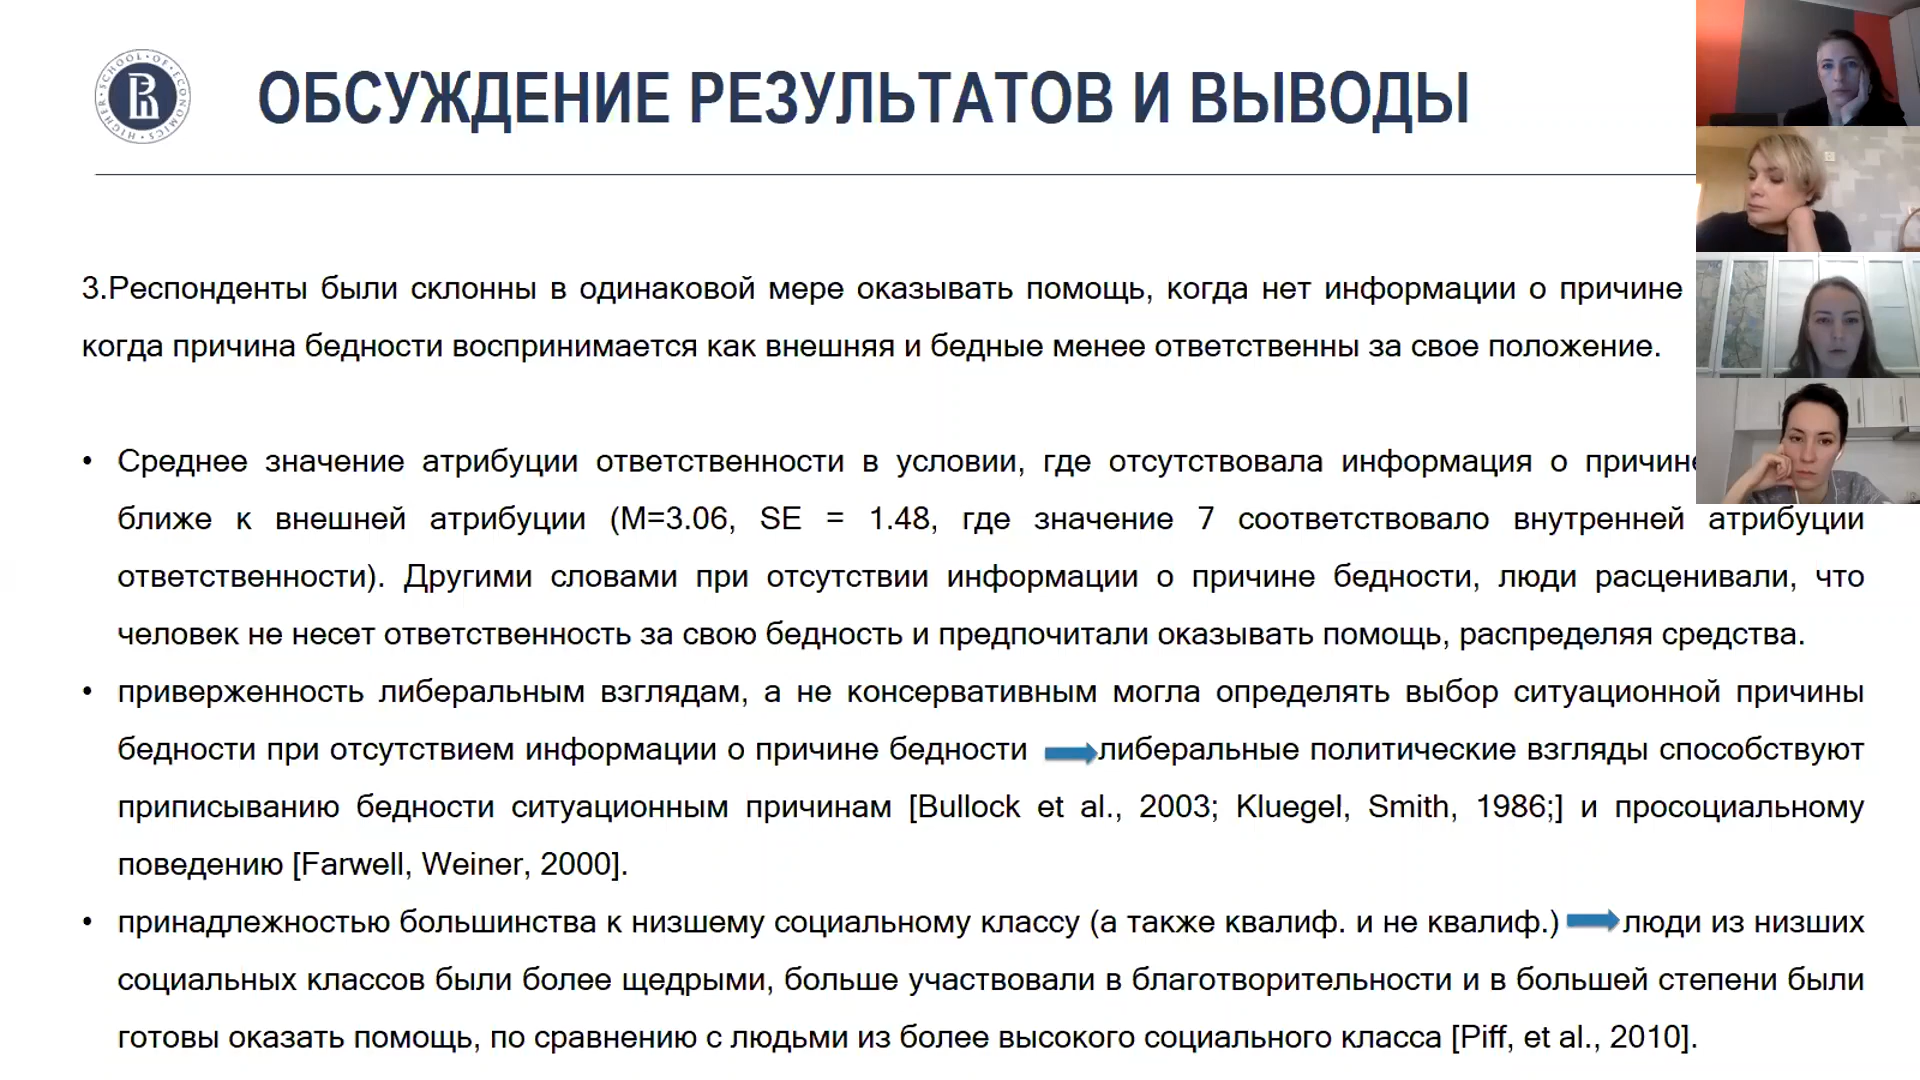 HIGHER·SCHOOL·OF·ECONOMICS
ОБСУЖДЕНИЕ РЕЗУЛЬТАТОВ И ВЫВОДЫ
3.Респонденты были склонны в одинаковой мере оказывать помощь, когда нет информации о причине
когда причина бедности воспринимается как внешняя и бедные менее ответственны за свое положение.
• Среднее значение атрибуции ответственности в условии, где отсутствовала информация о
ближе к внешней атрибуции (M=3.06, SE = 1.48, где значение 7 соответствовало внутренней атрибуции
ответственности). Другими словами при отсутствии информации о причине бедности, люди расценивали, что
человек не несет ответственность за свою бедность и предпочитали оказывать помощь, распределяя средства.
• приверженность либеральным взглядам, а не консервативным могла определять выбор ситуационной причины
бедности при отсутствием информации о причине бедности либеральные политические взгляды способствуют
приписыванию бедности ситуационным причинам [Bullock et al., 2003; Kluegel, Smith, 1986;] и просоциальному
поведению [Farwell, Weiner, 2000].
• принадлежностью большинства к низшему социальному классу (а также квалиф. и не квалиф.) люди из низших
социальных классов были более щедрыми, больше участвовали в благотворительности и в большей степени были
готовы оказать помощь, по сравнению с людьми из более высокого социального класса [Piff, et al., 2010].